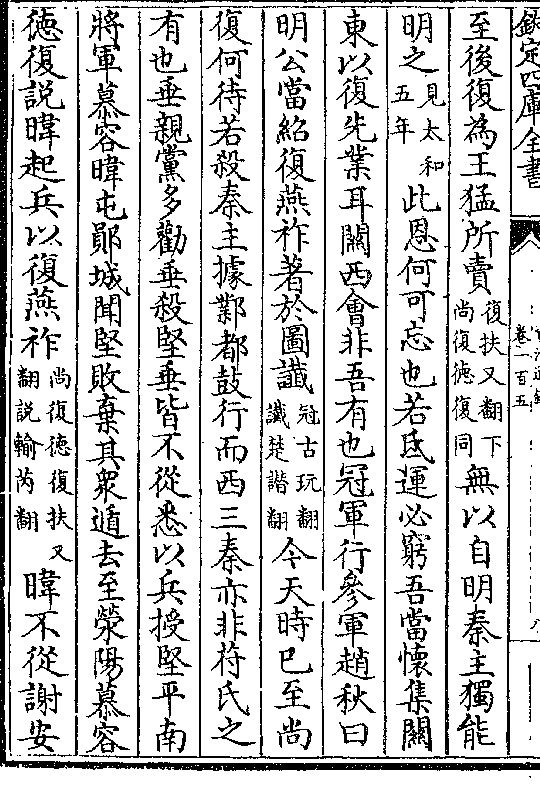 欽定四庫全書
卷一百五
八
至後復為王猛所賣復扶又翻下尚復德復同無以自明秦主獨能
明之見太和五年此恩何可忘也若氐運必窮吾當懷集關
東以復先業耳關西會非吾有也冠軍行參軍趙秋曰
明公當紹復燕祚著於圖讖冠古玩翻讖楚譖翻今天時已至尚
復何待若殺秦主據鄴都鼓行而西三秦亦非苻氏之
有也垂親黨多勸垂殺堅垂皆不從悉以兵授堅平南
將軍慕容暐屯鄖城聞堅敗棄其衆遁去至滎陽慕容
德復説暐起兵以復燕祚尚復德復扶又翻説輸芮翻暐不從謝安